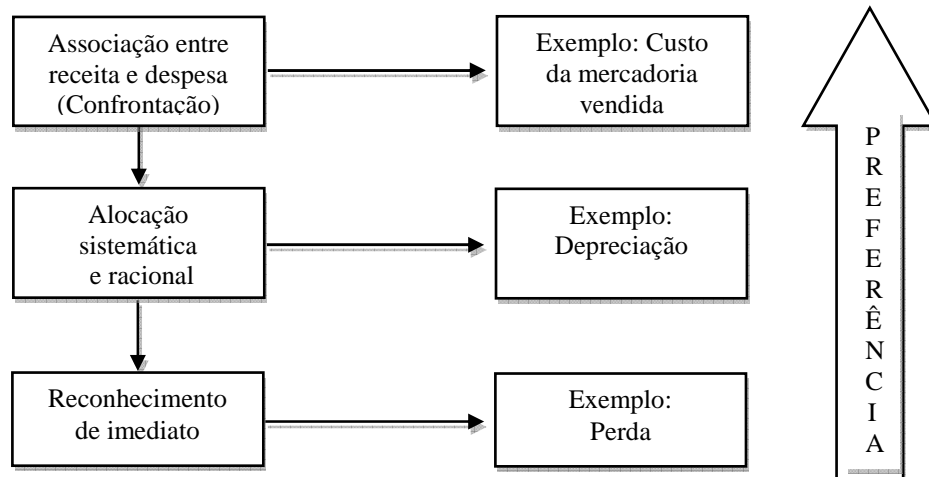 Associação entre
receita e despesa
(Confrontação)
Exemplo: Custo
da mercadoria
vendida
Alocação
sistemática
e racional
Exemplo:
Depreciação
Reconhecimento
de imediato
Exemplo:
Perda
P
R
E
F
E
R
Ê
N
C
I
A